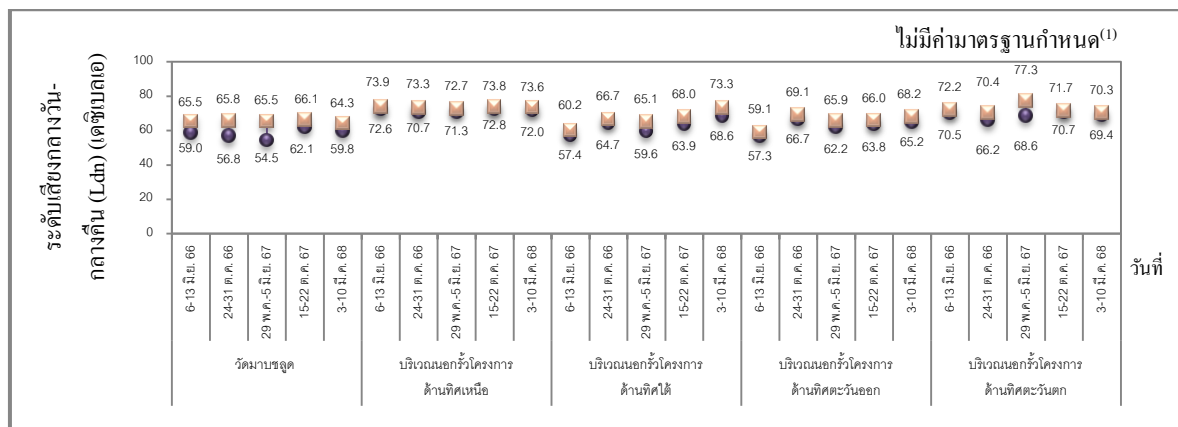 ไม่มีค่ามาตรฐานกำหนด(1)
ระดับเสียงกลางวัน-
กลางคืน (Ldn) (เดซิเบลเอ)
100
80
60
40
20
0
65.5 65.8 65.5 66.1 64.3 73.9 73.3 72.7 73.8 73.6 60.2 66.7 65.1 68.0 73.3 59.1 69.1 65.9 66.0 68.2 72.2 70.4 77.3 71.7 70.3
59.0 56.8 54.5 62.1 59.8 72.6 70.7 71.3 72.8 72.0 57.4 64.7 59.6 63.9 68.6 57.3 66.7 62.2 63.8 65.2 70.5 66.2 68.6 70.7 69.4
6-13 มิ.ย. 66 24-31 ต.ค. 66 29 พ.ค.-5 มิ.ย. 67 15-22 ต.ค. 67 3-10 มี.ค. 68 6-13 มิ.ย. 66 24-31 ต.ค. 66 29 พ.ค.-5 มิ.ย. 67 15-22 ต.ค. 67 3-10 มี.ค. 68 6-13 มิ.ย. 66 24-31 ต.ค. 66 29 พ.ค.-5 มิ.ย. 67 15-22 ต.ค. 67 3-10 มี.ค. 68 6-13 มิ.ย. 66 24-31 ต.ค. 66 29 พ.ค.-5 มิ.ย. 67 15-22 ต.ค. 67 3-10 มี.ค. 68 6-13 มิ.ย. 66 24-31 ต.ค. 66 29 พ.ค.-5 มิ.ย. 67 15-22 ต.ค. 67 3-10 มี.ค. 68
วันที่
วัดมาบชลูด บริเวณนอกรั้วโครงการ บริเวณนอกรั้วโครงการ บริเวณนอกรั้วโครงการ บริเวณนอกรั้วโครงการ
ด้านทิศเหนือ ด้านทิศใต้ ด้านทิศตะวันออก ด้านทิศตะวันตก